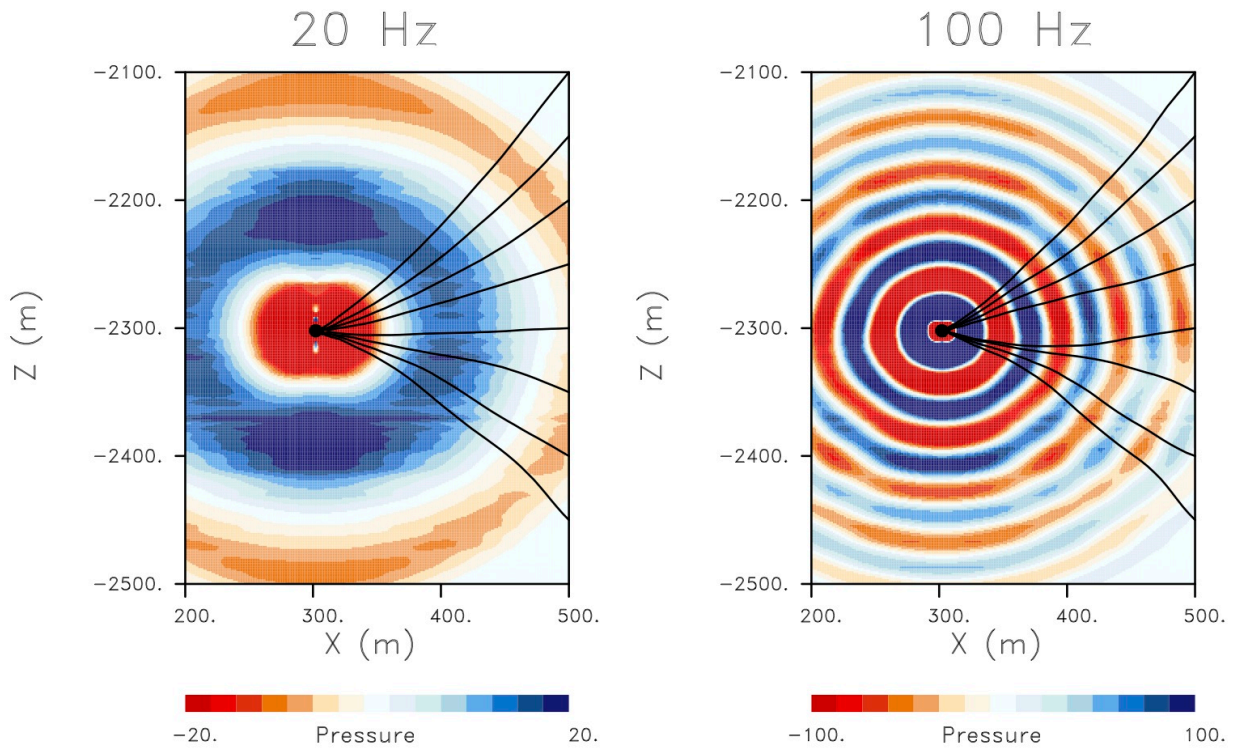 20 Hz
-2100.
-2200.
-2300.
-2400.
-2500.
Z (m)
200. 300. 400. 500.
X (m)
-20. Pressure 20.
100 Hz
-2100.
-2200.
-2300.
-2400.
-2500.
Z (m)
200. 300. 400. 500.
X (m)
-100. Pressure 100.